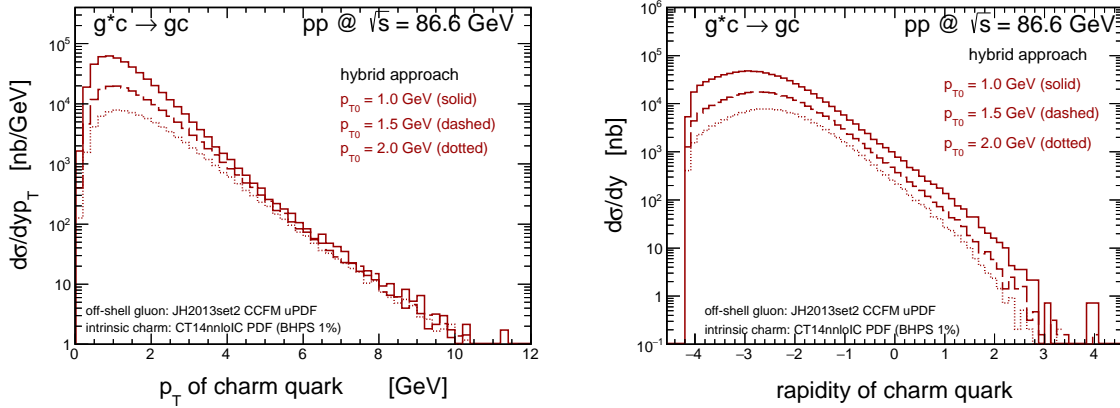 g*c → gc pp @ √s = 86.6 GeV
hybrid approach
p_T0 = 1.0 GeV (solid)
p_T0 = 1.5 GeV (dashed)
p_T0 = 2.0 GeV (dotted)
off-shell gluon: JH2013set2 CCFM uPDF
intrinsic charm: CT14nnloIC PDF (BHPS 1%)
dσ/dyp_T [nb/GeV]
10^5
10^4
10^3
10^2
10
1
0 2 4 6 8 10 12
p_T of charm quark [GeV]
g*c → gc pp @ √s = 86.6 GeV
hybrid approach
p_T0 = 1.0 GeV (solid)
p_T0 = 1.5 GeV (dashed)
p_T0 = 2.0 GeV (dotted)
off-shell gluon: JH2013set2 CCFM uPDF
intrinsic charm: CT14nnloIC PDF (BHPS 1%)
dσ/dy [nb]
10^6
10^5
10^4
10^3
10^2
10
1
10^−1
−4 −3 −2 −1 0 1 2 3 4
rapidity of charm quark